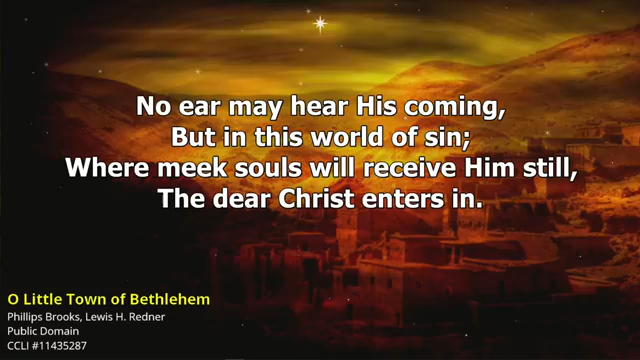 No ear may hear His coming,
But in this world of sin;
Where meek souls will receive Him still,
The dear Christ enters in.
O Little Town of Bethlehem
Phillips Brooks, Lewis H. Redner
Public Domain
CCLI #11435287